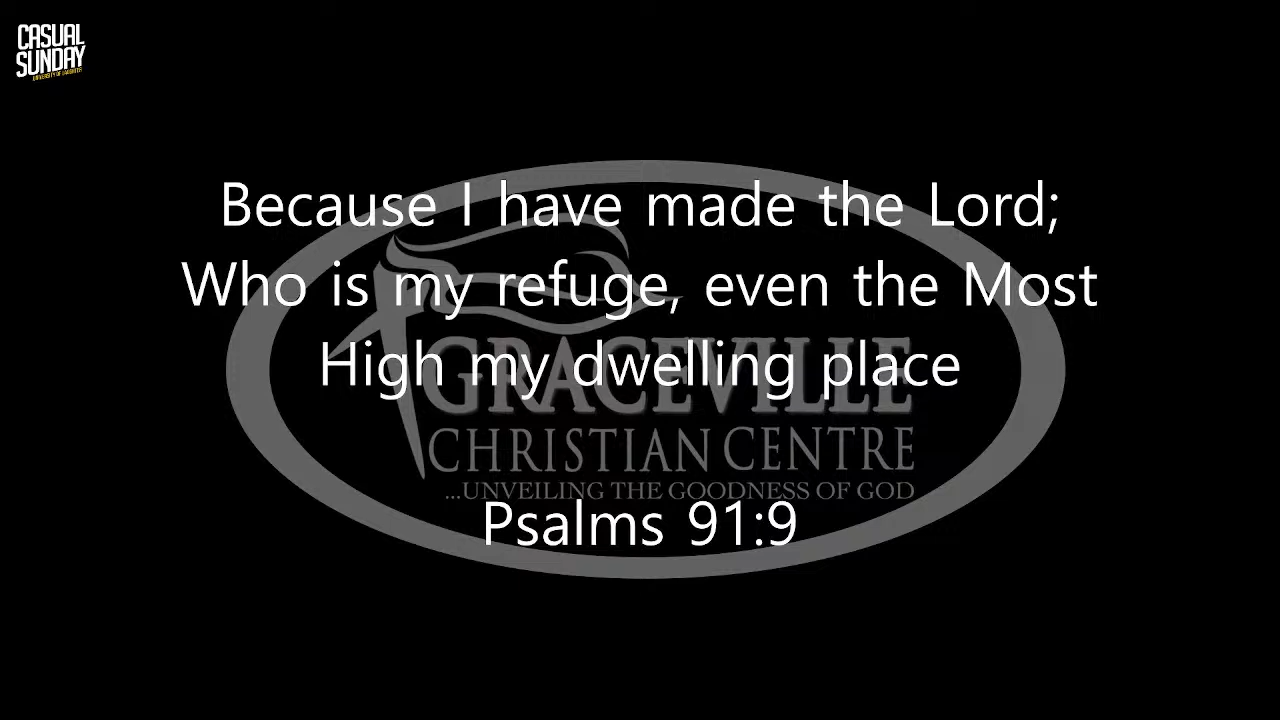 CASUAL
SUNDAY
Because I have made the Lord;
Who is my refuge, even the Most
High my dwelling place
GRACEVILLE
CHRISTIAN CENTRE
...UNVEILING THE GOODNESS OF GOD
Psalms 91:9